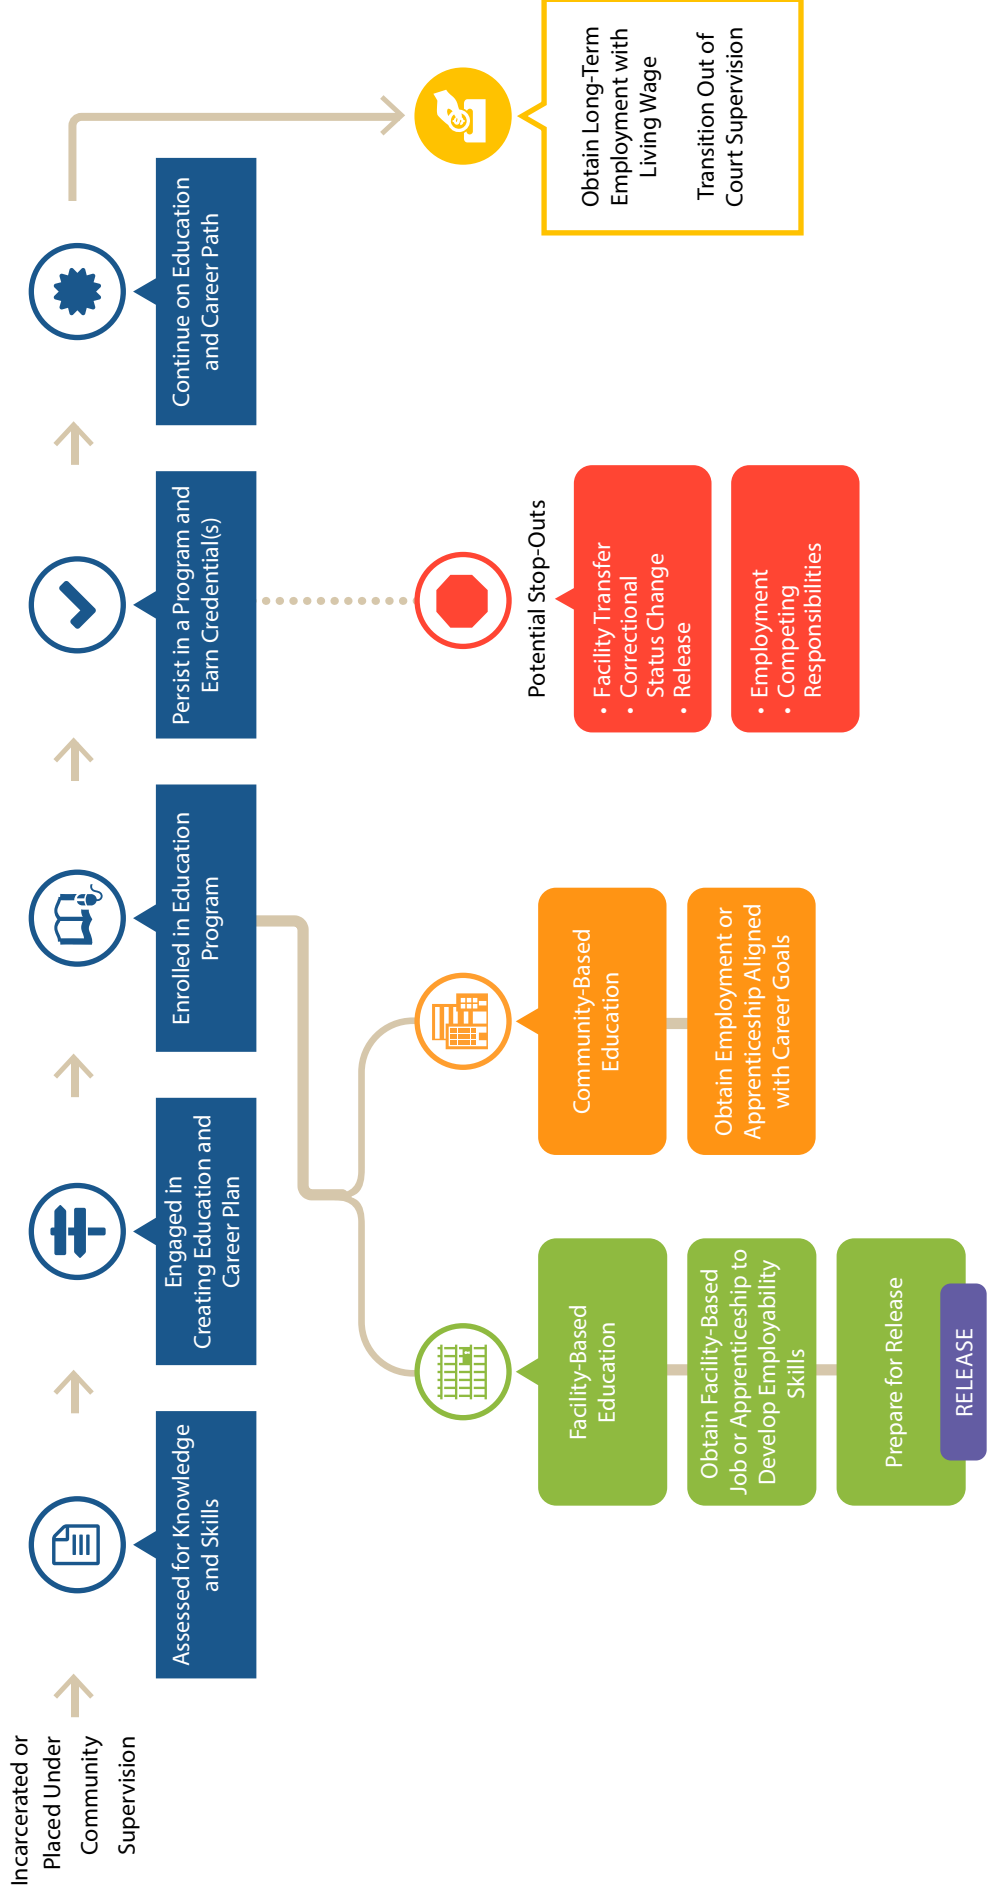 Incarcerated or
Placed Under
Community
Supervision
Assessed for Knowledge
and Skills
Engaged in
Creating Education and
Career Plan
Enrolled in Education
Program
Persist in a Program and
Earn Credential(s)
Continue on Education
and Career Path
Facility-Based
Education
Obtain Facility-Based
Job or Apprenticeship to
Develop Employability
Skills
Prepare for Release
RELEASE
Community-Based
Education
Obtain Employment or
Apprenticeship Aligned
with Career Goals
Potential Stop-Outs
• Facility Transfer
• Correctional
Status Change
• Release
• Employment
• Competing
Responsibilities
Obtain Long-Term
Employment with
Living Wage
Transition Out of
Court Supervision